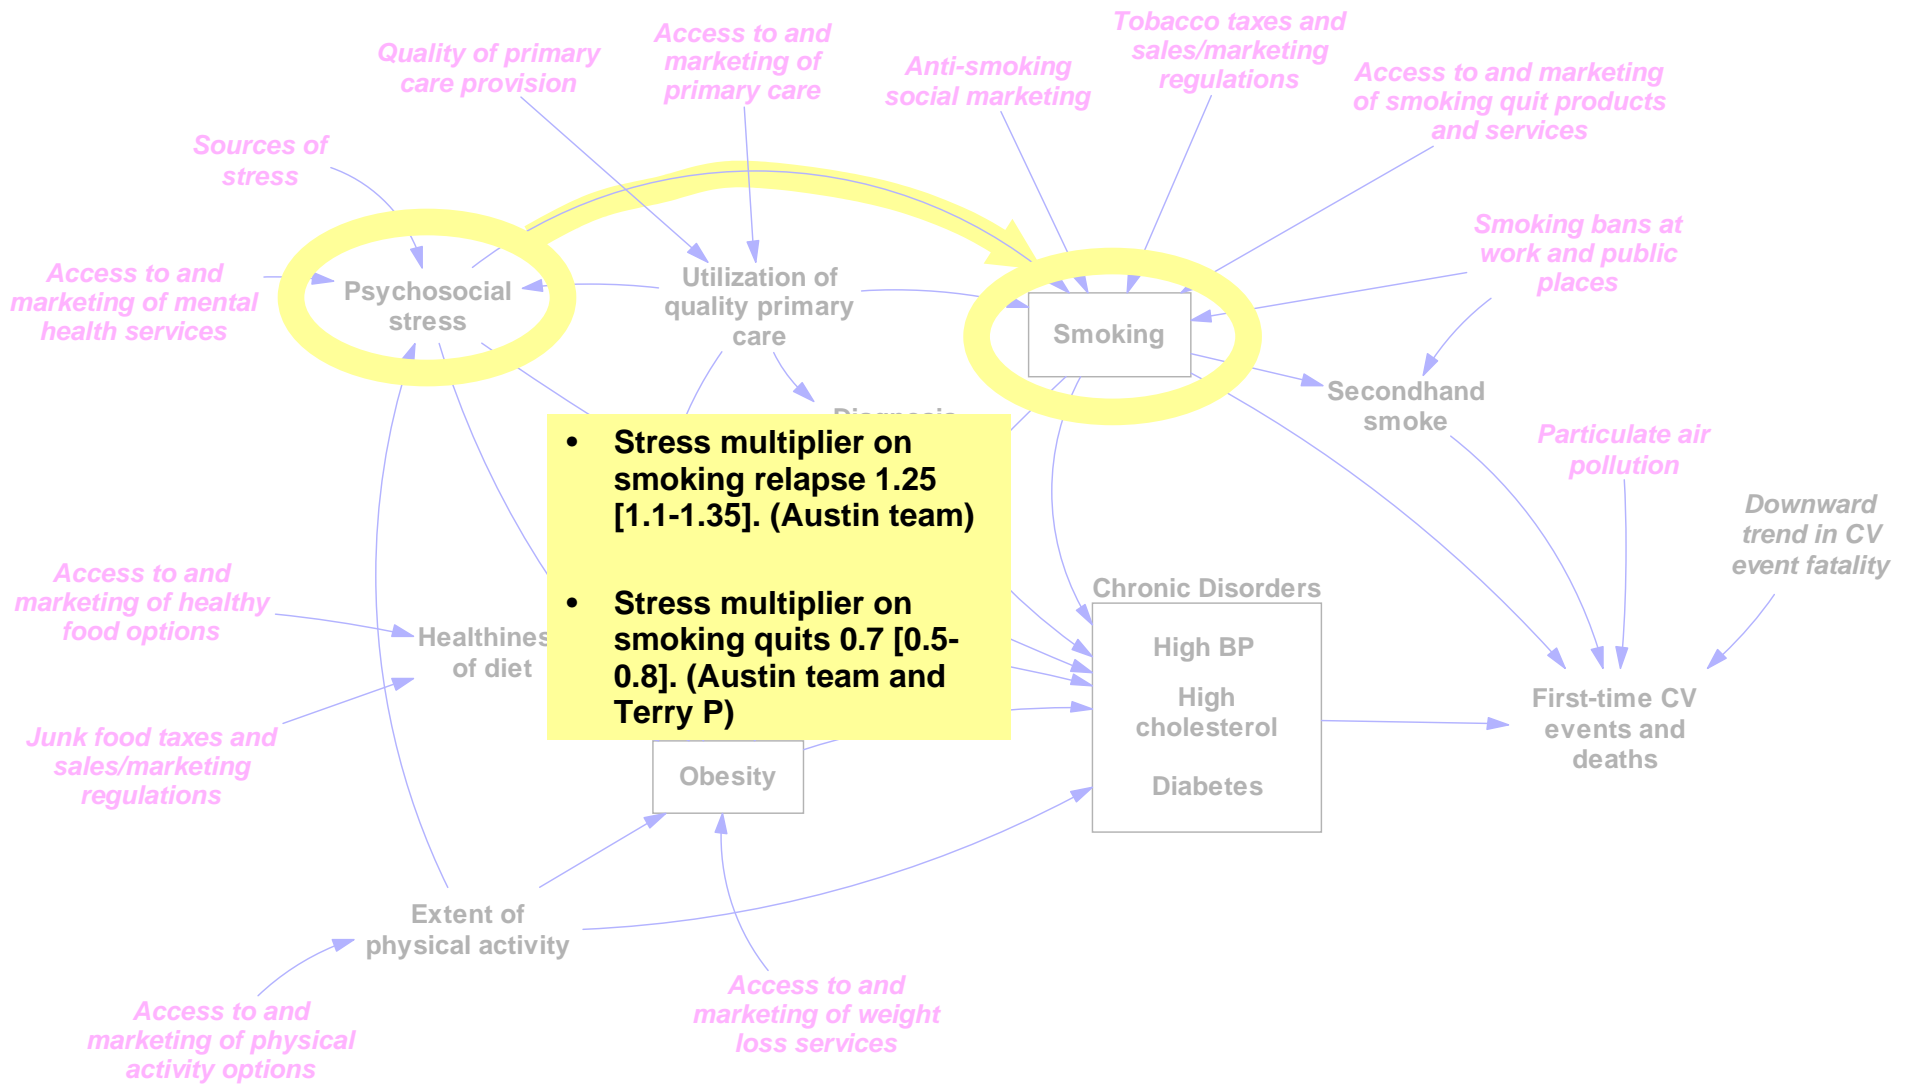 Quality of primary
care provision
Access to and
marketing of
primary care
Anti-smoking
social marketing
Tobacco taxes and
sales/marketing
regulations
Access to and marketing
of smoking quit products
and services
Sources of
stress
Smoking bans at
work and public
places
Access to and
marketing of mental
health services
Psychosocial
stress
Utilization of
quality primary
care
Smoking
Secondhand
smoke
Diagnosis
Particulate air
pollution
Downward
trend in CV
event fatality
• Stress multiplier on
smoking relapse 1.25
[1.1-1.35]. (Austin team)
• Stress multiplier on
smoking quits 0.7 [0.5-
0.8]. (Austin team and
Terry P)
Access to and
marketing of healthy
food options
Healthines
of diet
Junk food taxes and
sales/marketing
regulations
Chronic Disorders
High BP
High
cholesterol
Diabetes
First-time CV
events and
deaths
Obesity
Extent of
physical activity
Access to and
marketing of physical
activity options
Access to and
marketing of weight
loss services